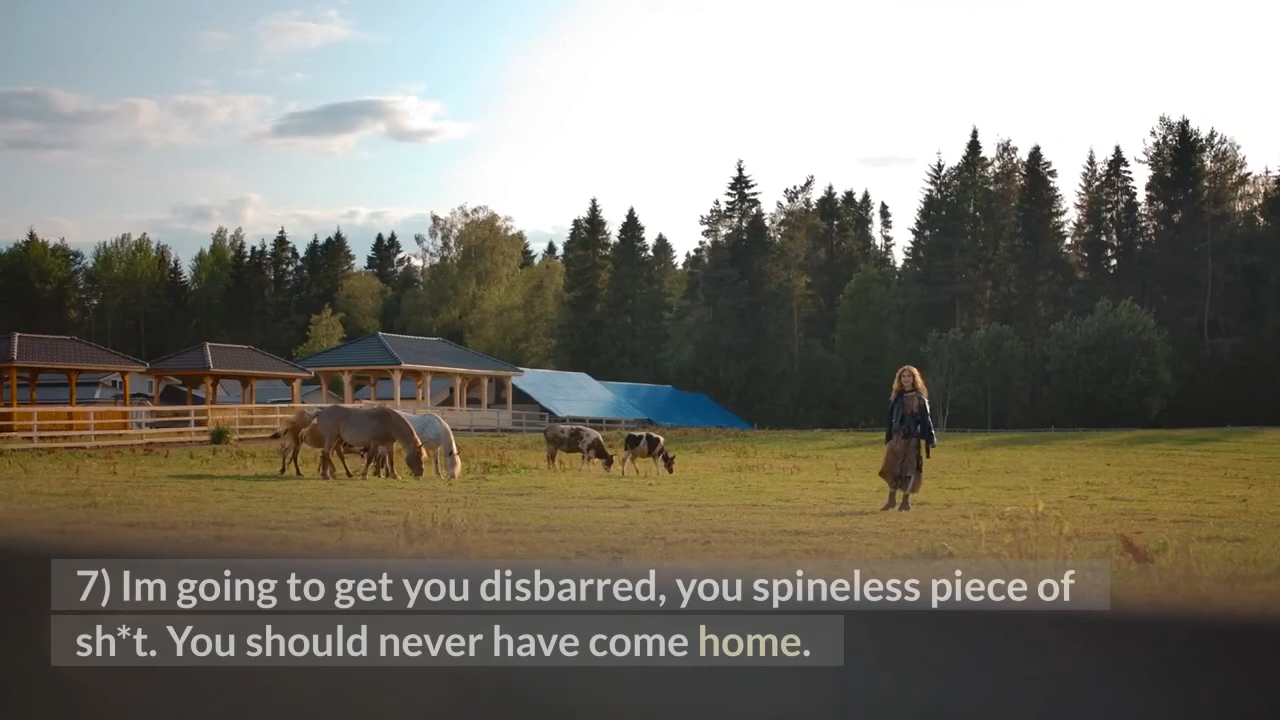 7) Im going to get you disbarred, you spineless piece of
sh*t. You should never have come home.